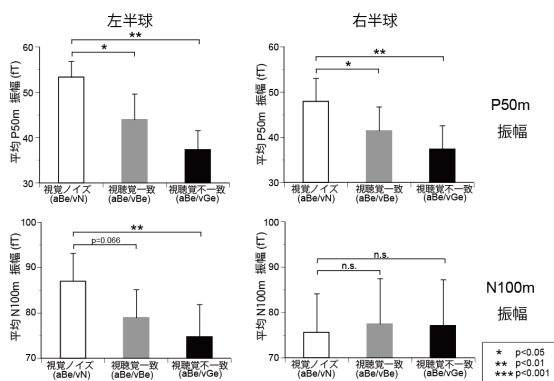 左半球
右半球
**
*
平均 P50m 振幅 (fT)
60
50
40
30
視覚ノイズ
(aBe/vN)
視聴覚一致
(aBe/vBe)
視聴覚不一致
(aBe/vGe)
**
*
平均 P50m 振幅 (fT)
60
50
40
30
視覚ノイズ
(aBe/vN)
視聴覚一致
(aBe/vBe)
視聴覚不一致
(aBe/vGe)
P50m
振幅
**
p=0.066
平均 N100m 振幅 (fT)
100
90
80
70
視覚ノイズ
(aBe/vN)
視聴覚一致
(aBe/vBe)
視聴覚不一致
(aBe/vGe)
n.s.
n.s.
平均 N100m 振幅 (fT)
100
90
80
70
視覚ノイズ
(aBe/vN)
視聴覚一致
(aBe/vBe)
視聴覚不一致
(aBe/vGe)
N100m
振幅
* p<0.05
** p<0.01
*** p<0.001